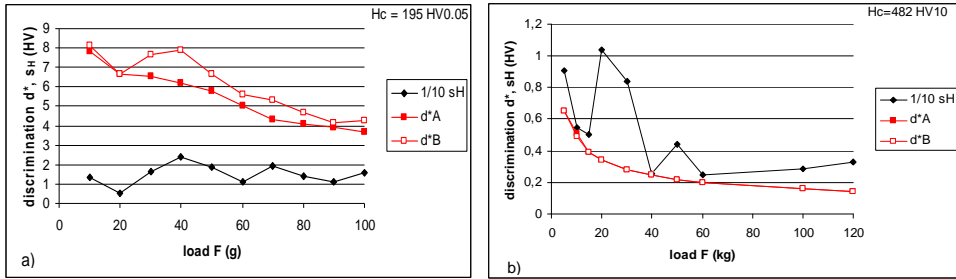 Hc = 195 HV0.05
discrimination d*, sH (HV)
9
8
7
6
5
4
3
2
1
0
0 20 40 60 80 100
load F (g)
a)
1/10 sH
d*A
d*B
Hc=482 HV10
discrimination d*, sH (HV)
1,2
1
0,8
0,6
0,4
0,2
0
0 20 40 60 80 100 120
load F (kg)
b)
1/10 sH
d*A
d*B